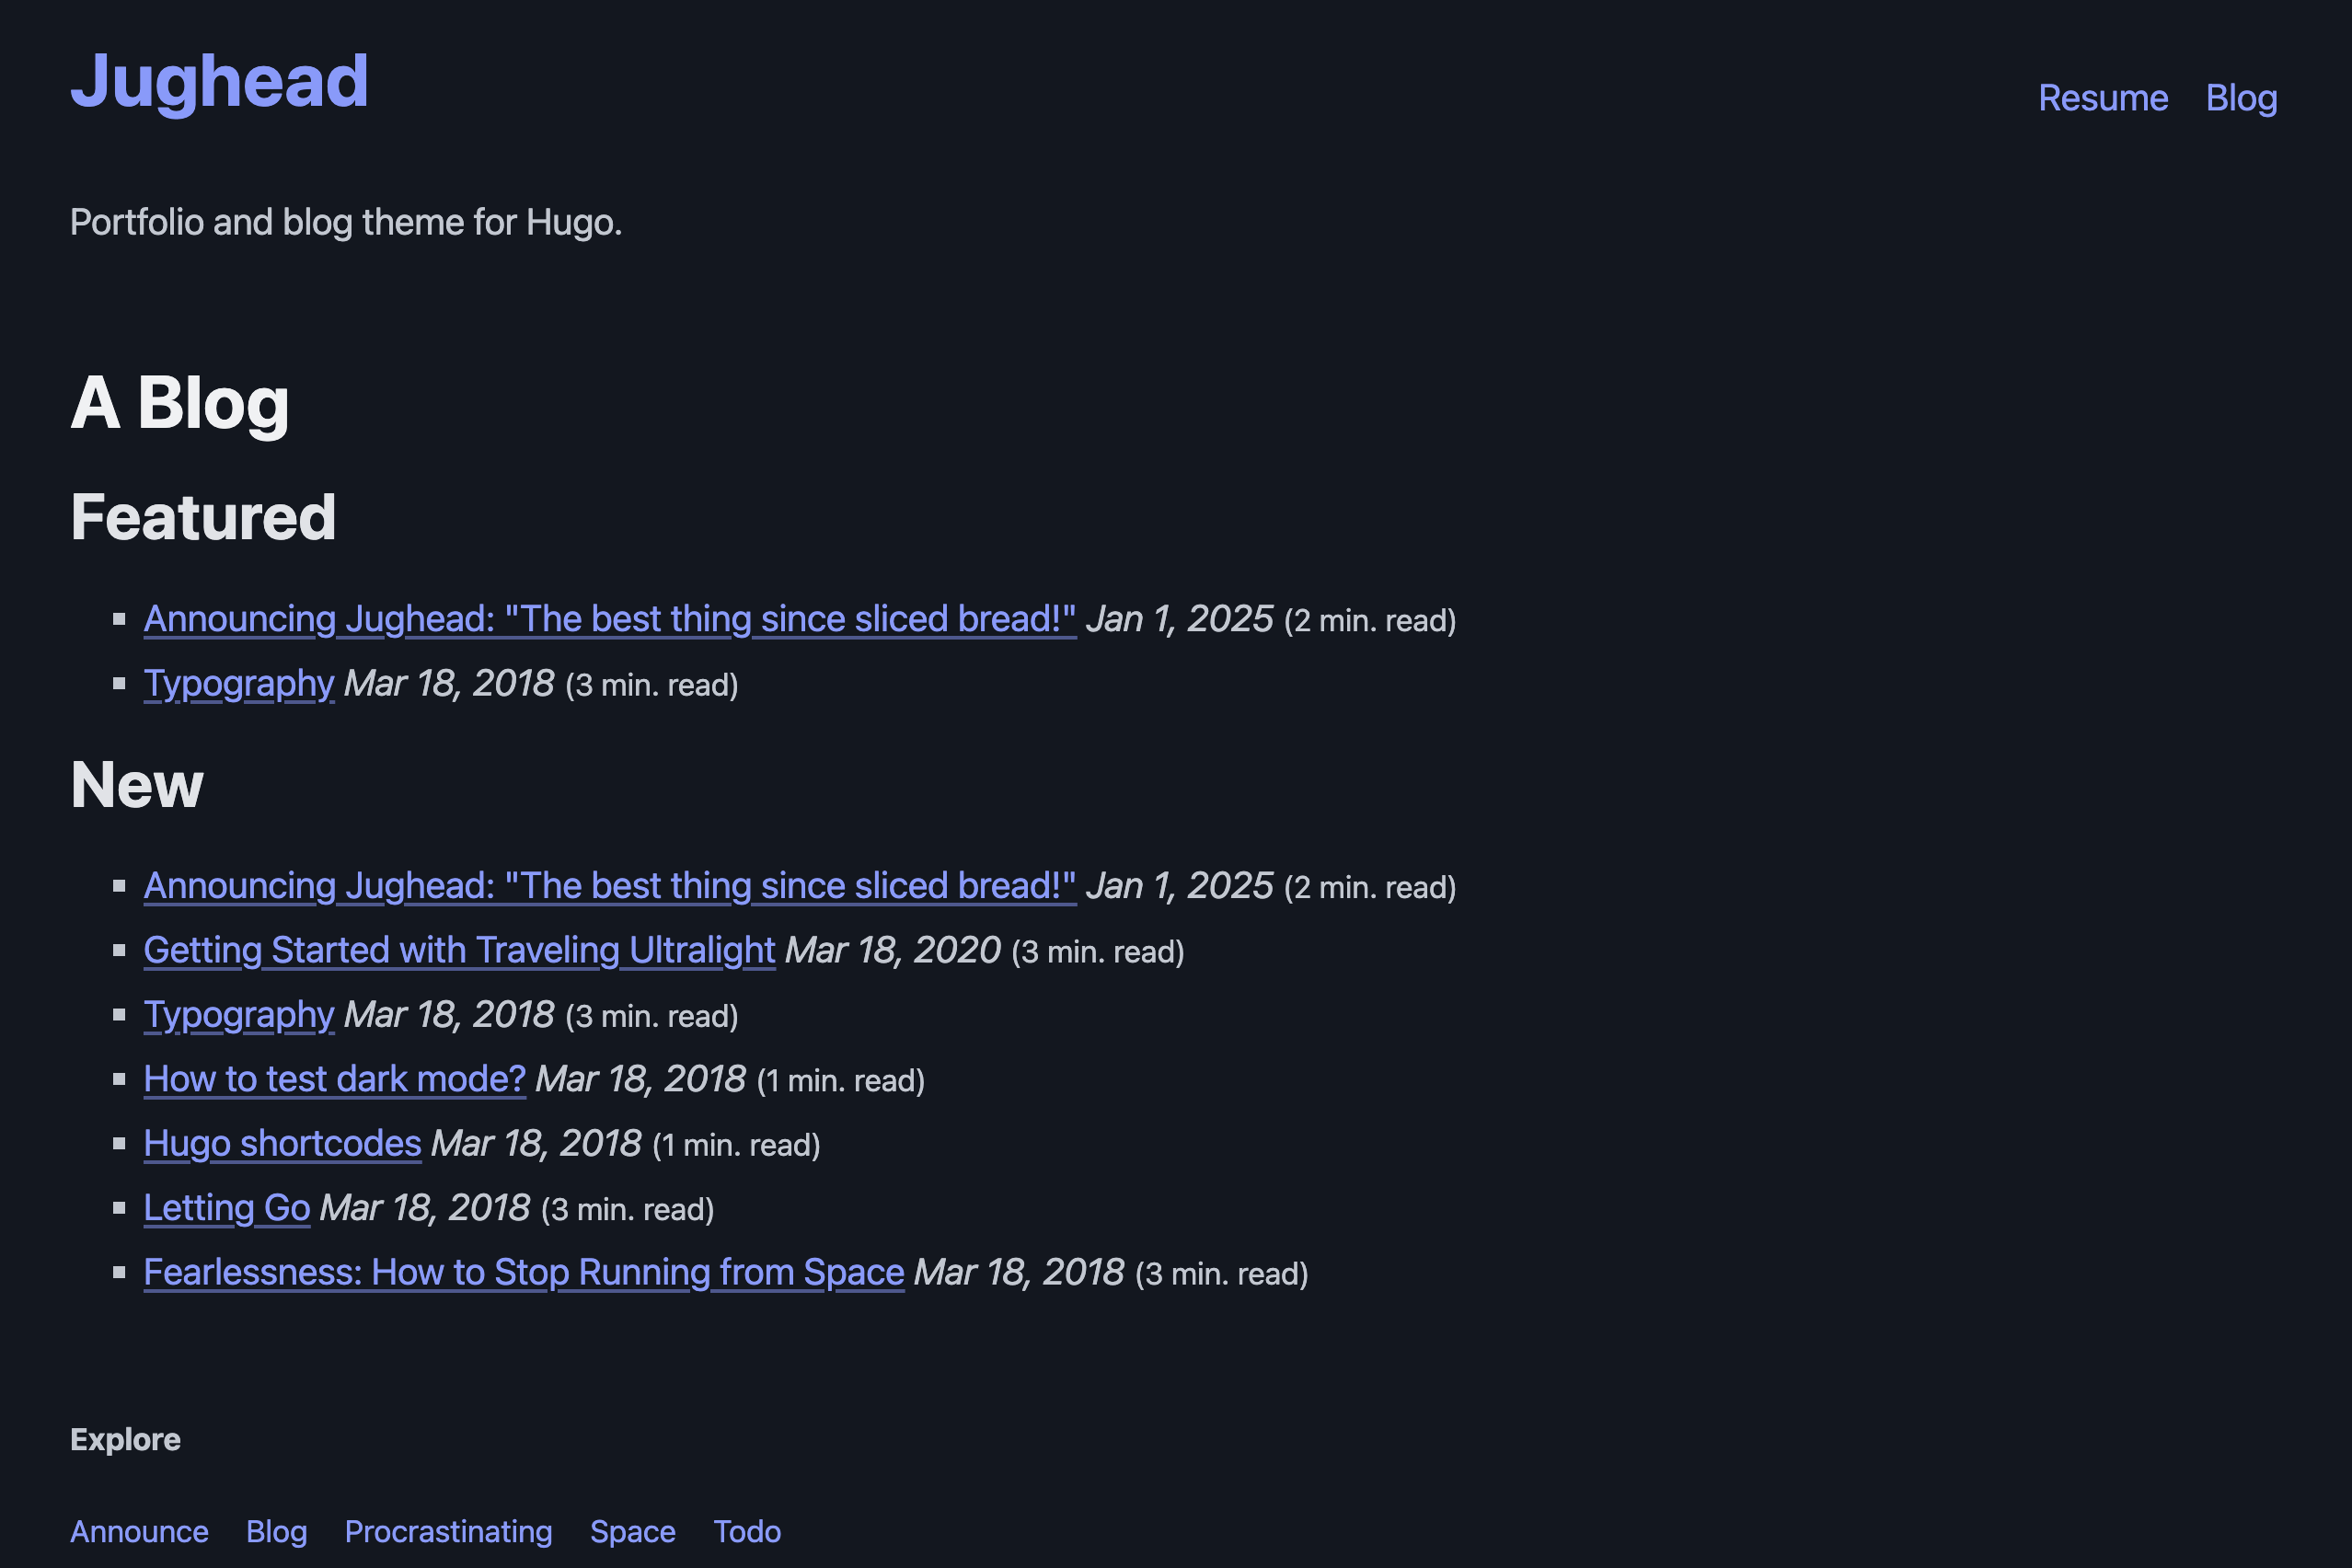 Jughead
Resume Blog
Portfolio and blog theme for Hugo.
A Blog
Featured
Announcing Jughead: "The best thing since sliced bread!" Jan 1, 2025 (2 min. read)
Typography Mar 18, 2018 (3 min. read)
New
Announcing Jughead: "The best thing since sliced bread!" Jan 1, 2025 (2 min. read)
Getting Started with Traveling Ultralight Mar 18, 2020 (3 min. read)
Typography Mar 18, 2018 (3 min. read)
How to test dark mode? Mar 18, 2018 (1 min. read)
Hugo shortcodes Mar 18, 2018 (1 min. read)
Letting Go Mar 18, 2018 (3 min. read)
Fearlessness: How to Stop Running from Space Mar 18, 2018 (3 min. read)
Explore
Announce Blog Procrastinating Space Todo